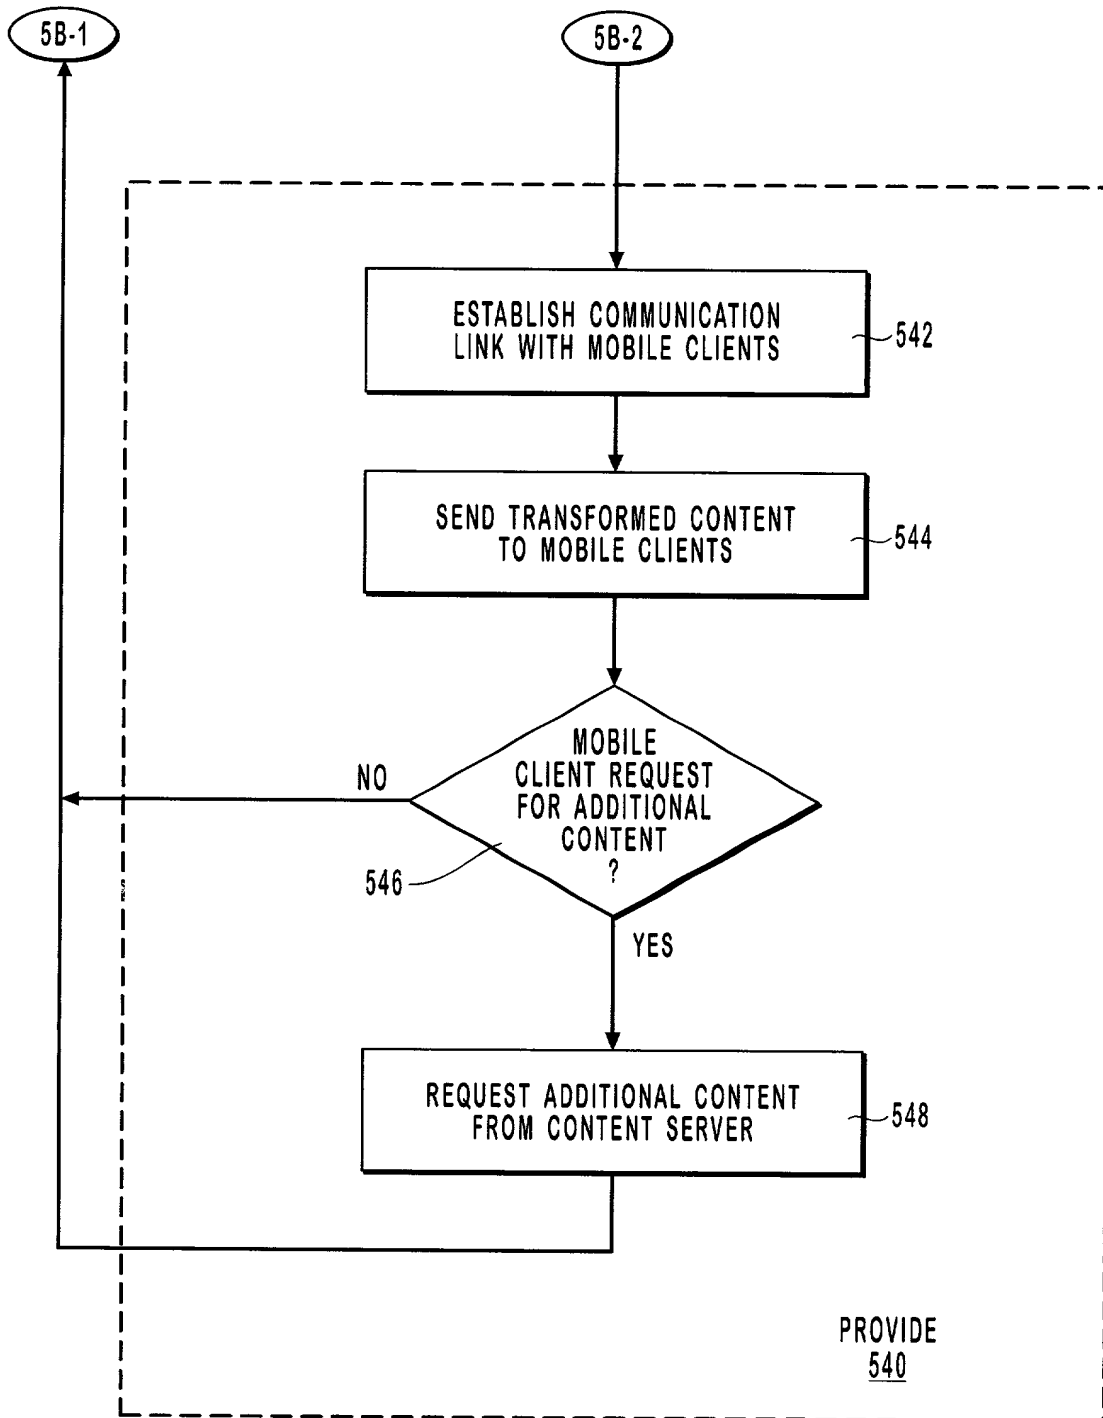 5B-1
5B-2
ESTABLISH COMMUNICATION
LINK WITH MOBILE CLIENTS
542
SEND TRANSFORMED CONTENT
TO MOBILE CLIENTS
544
MOBILE
CLIENT REQUEST
FOR ADDITIONAL
CONTENT
?
NO
546
YES
REQUEST ADDITIONAL CONTENT
FROM CONTENT SERVER
548
PROVIDE
540